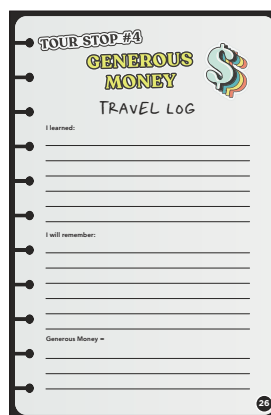 TOUR STOP #4
GENEROUS
MONEY
$
TRAVEL LOG
I learned:
I will remember:
Generous Money =
26